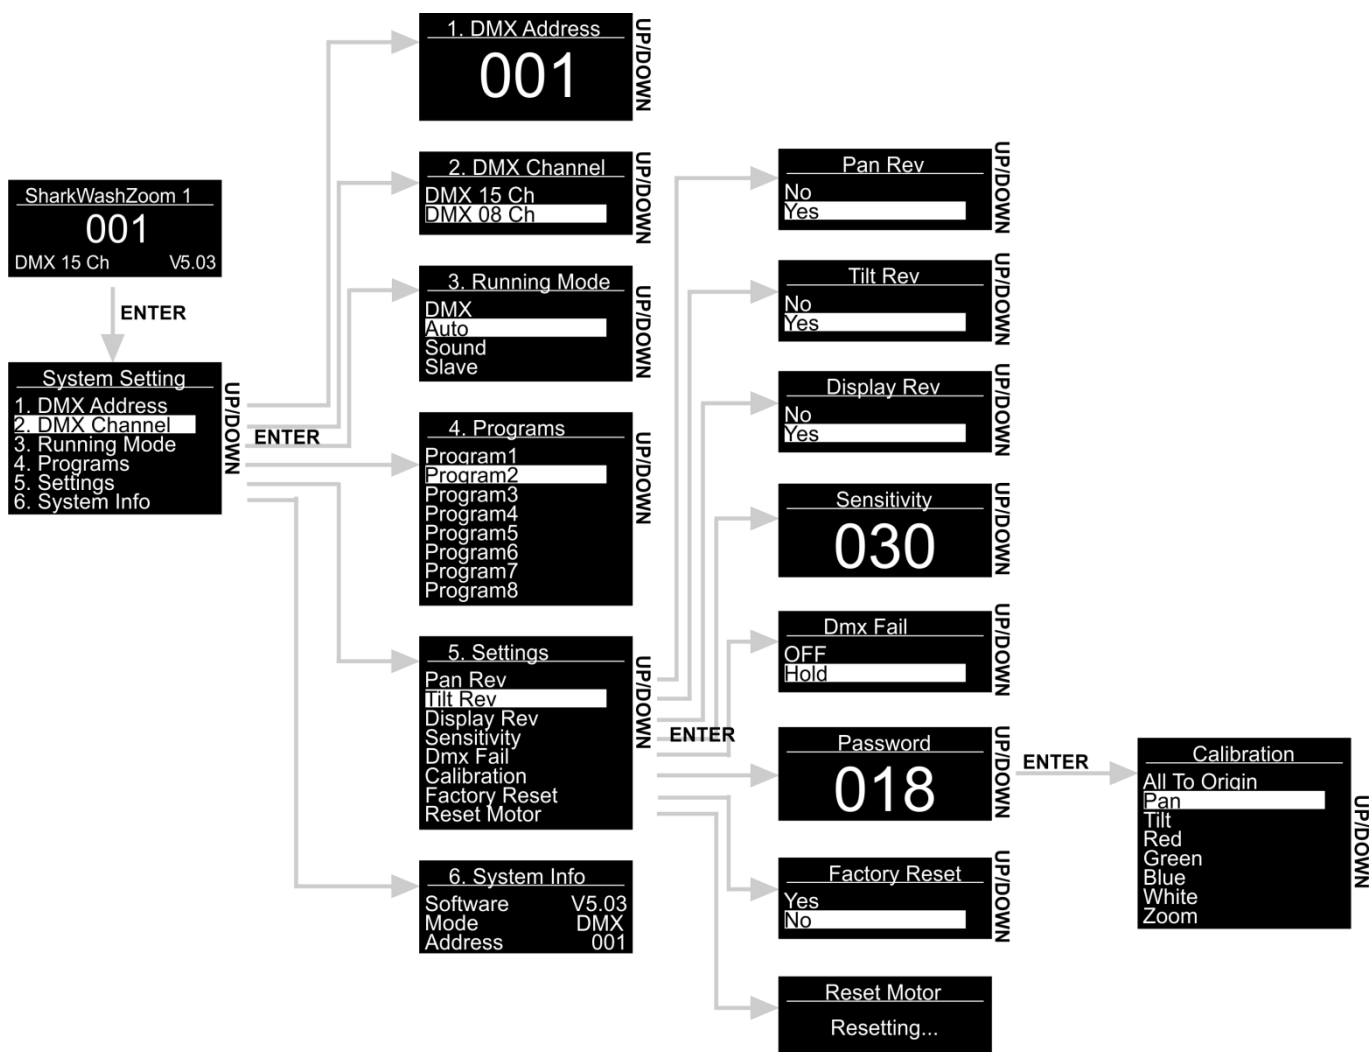 SharkWashZoom 1
001
DMX 15 Ch V5.03
ENTER
System Setting
1. DMX Address
2. DMX Channel
3. Running Mode
4. Programs
5. Settings
6. System Info
UP/DOWN
ENTER
1. DMX Address
001
UP/DOWN
2. DMX Channel
DMX 15 Ch
DMX 08 Ch
UP/DOWN
3. Running Mode
DMX
Auto
Sound
Slave
UP/DOWN
4. Programs
Program1
Program2
Program3
Program4
Program5
Program6
Program7
Program8
UP/DOWN
5. Settings
Pan Rev
Tilt Rev
Display Rev
Sensitivity
Dmx Fail
Calibration
Factory Reset
Reset Motor
UP/DOWN
ENTER
6. System Info
Software V5.03
Mode DMX
Address 001
Pan Rev
No
Yes
UP/DOWN
Tilt Rev
No
Yes
UP/DOWN
Display Rev
No
Yes
UP/DOWN
Sensitivity
030
UP/DOWN
Dmx Fail
OFF
Hold
UP/DOWN
Password
018
UP/DOWN
ENTER
Factory Reset
Yes
No
UP/DOWN
Reset Motor
Resetting...
Calibration
All To Origin
Pan
Tilt
Red
Green
Blue
White
Zoom
UP/DOWN